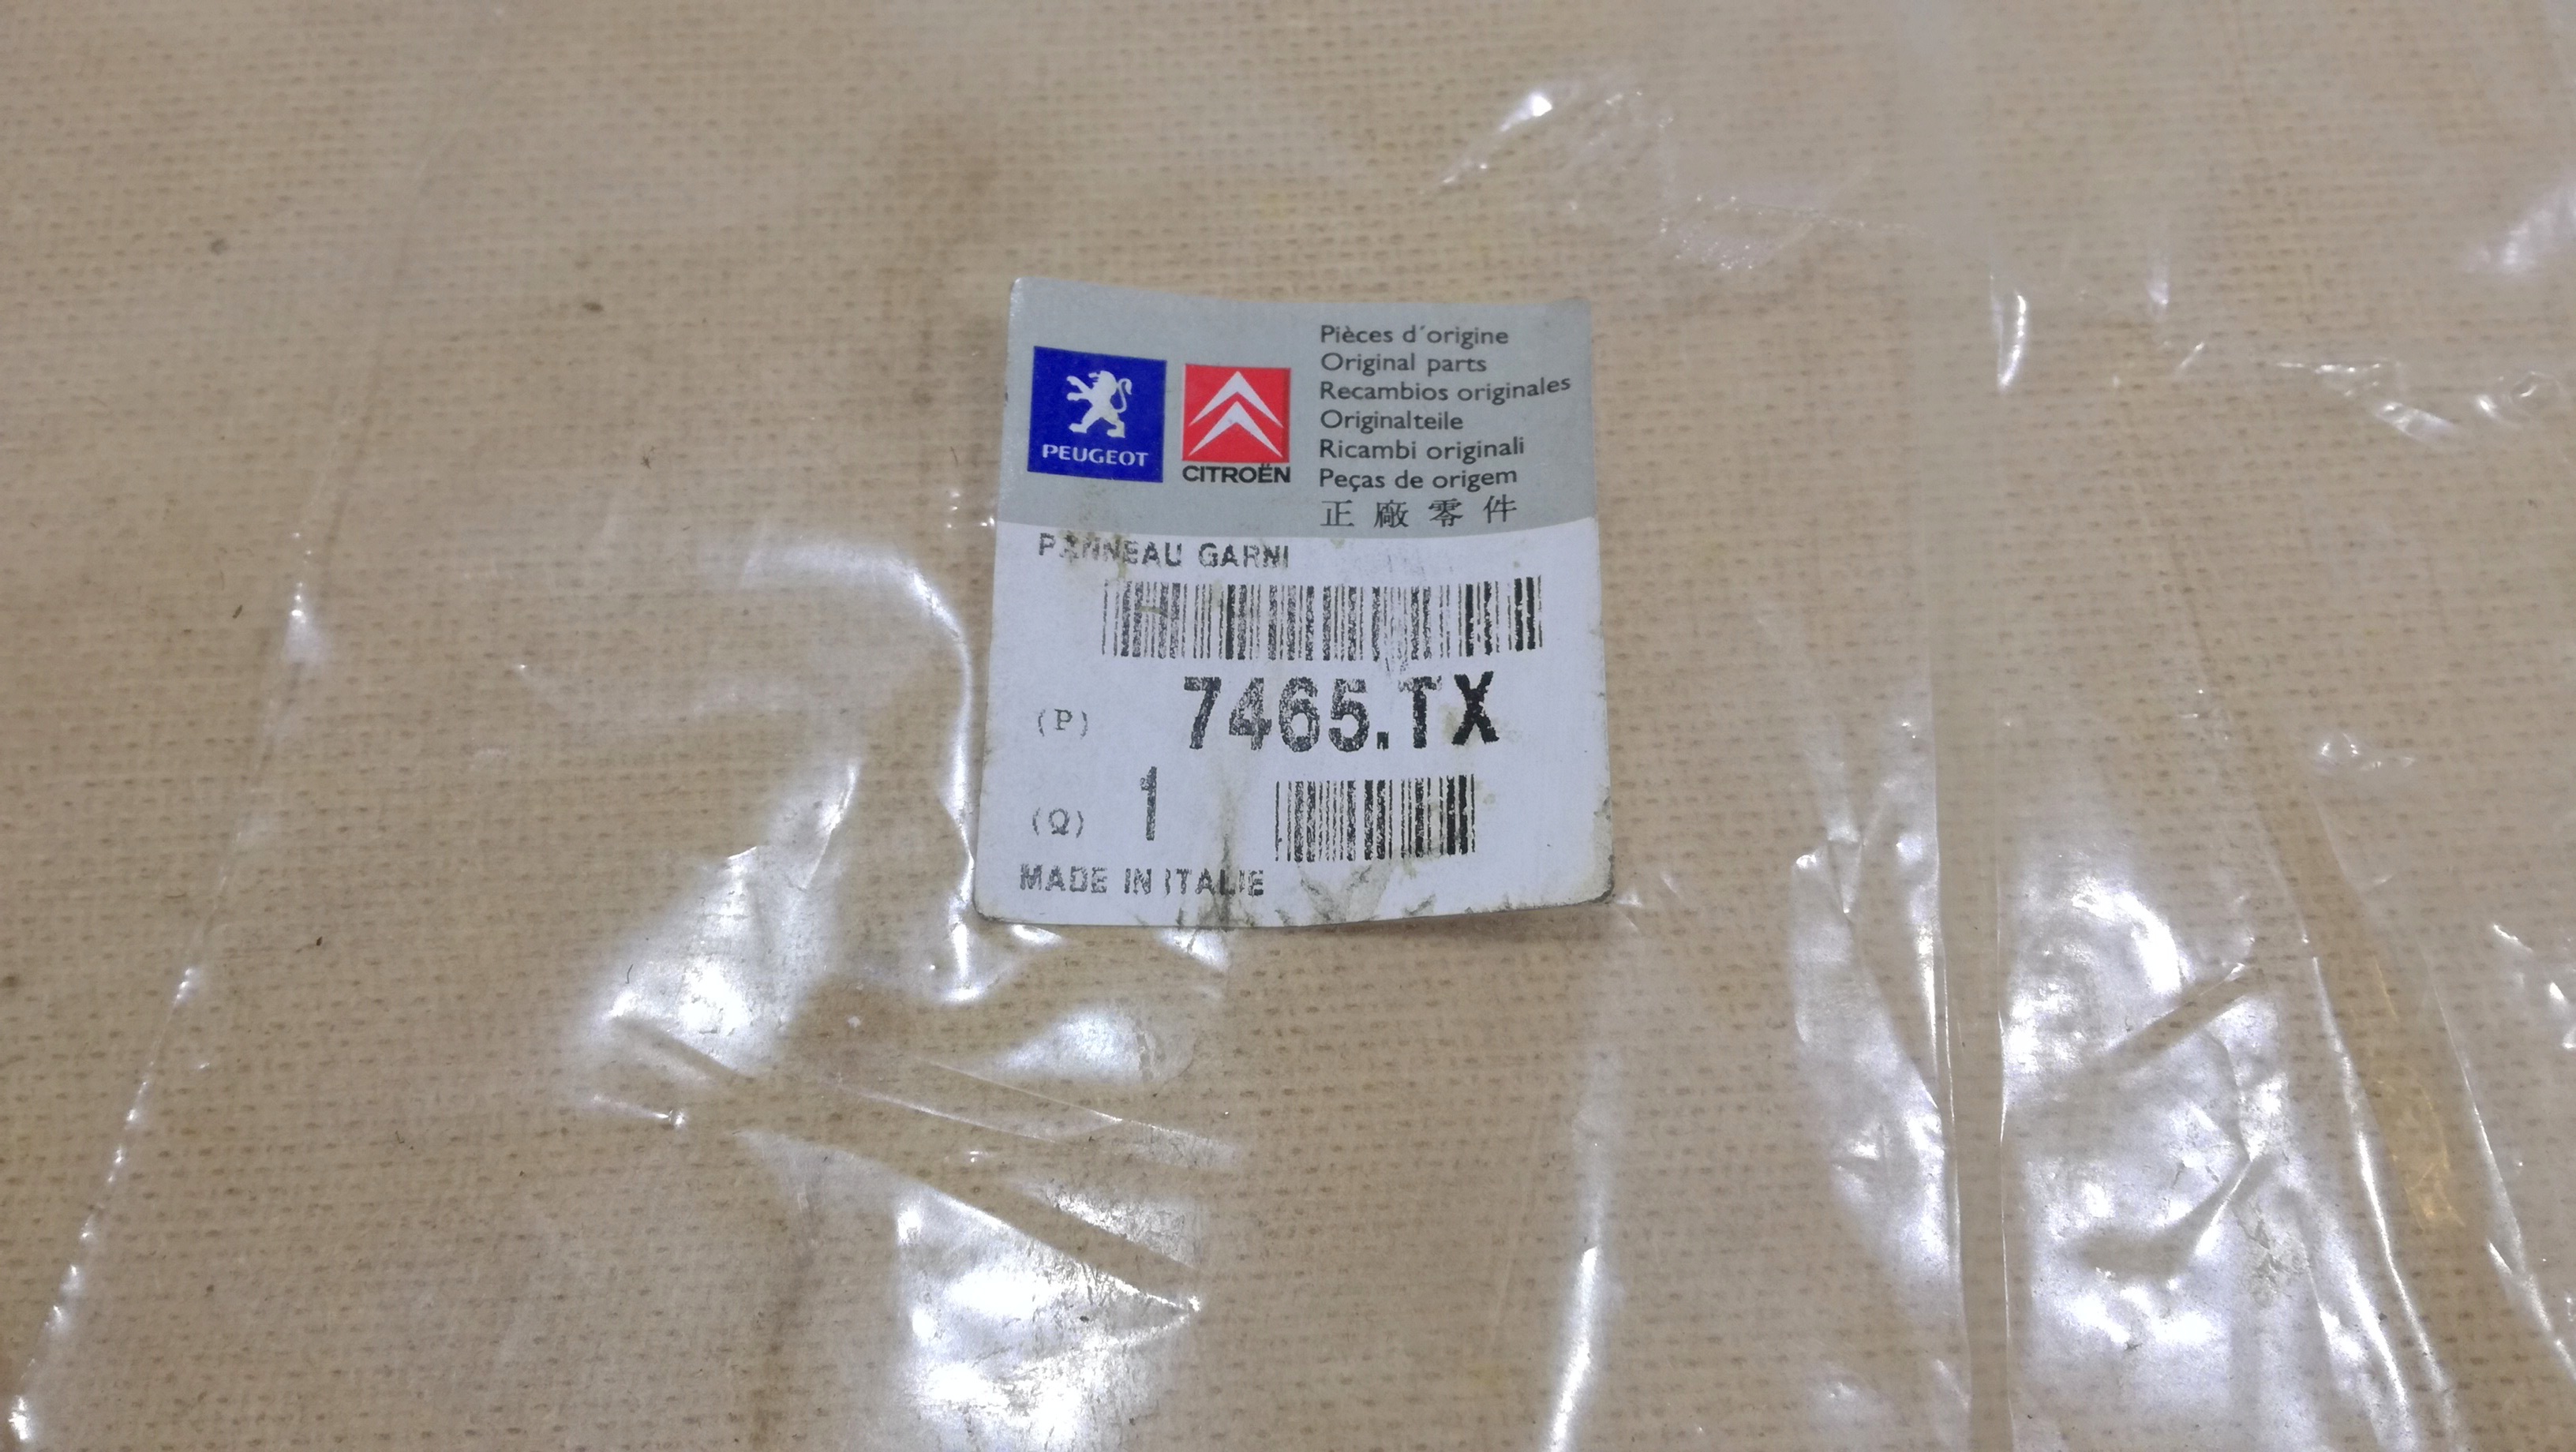 PEUGEOT
CITROËN
Pièces d´origine
Original parts
Recambios originales
Originalteile
Ricambi originali
Peças de origem
正廠零件
PANNEAU GARNI
(P) 7465.TX
(Q) 1
MADE IN ITALIE